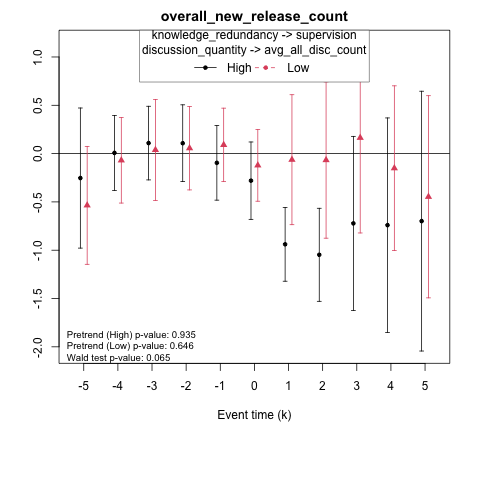 overall_new_release_count
knowledge_redundancy -> supervision
discussion_quantity -> avg_all_disc_count
High Low
1.0
0.5
0.0
-0.5
-1.0
-1.5
-2.0
Pretrend (High) p-value: 0.935
Pretrend (Low) p-value: 0.646
Wald test p-value: 0.065
-5 -4 -3 -2 -1 0 1 2 3 4 5
Event time (k)